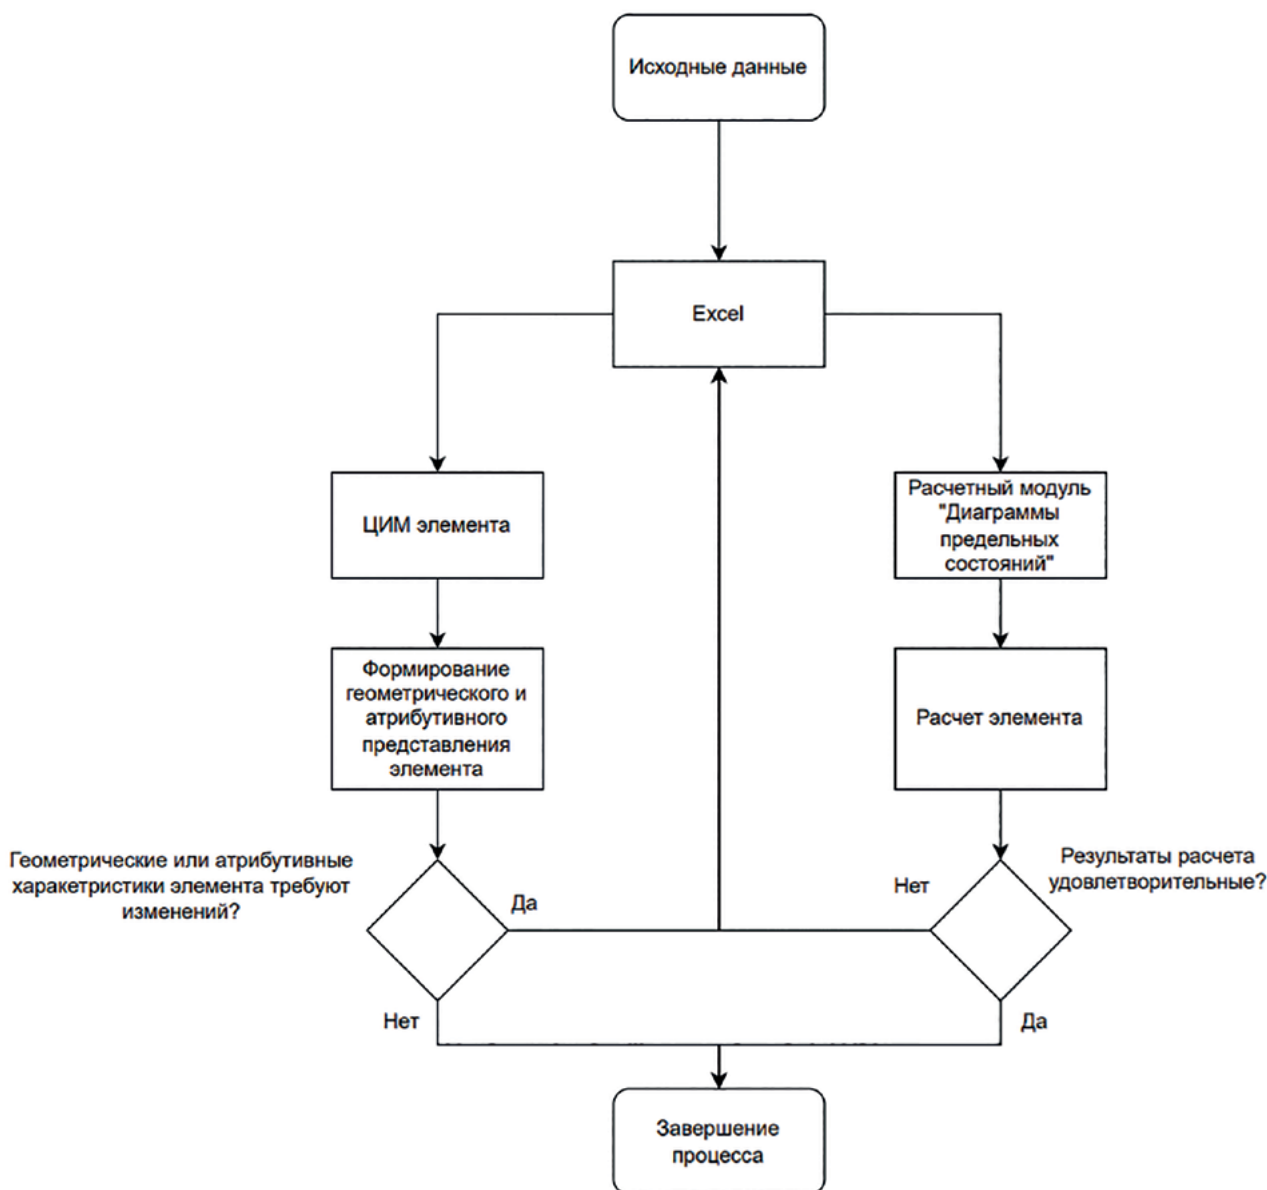 Исходные данные
Excel
ЦИМ элемента
Расчетный модуль
"Диаграммы
предельных
состояний"
Формирование
геометрического и
атрибутивного
представления
элемента
Расчет элемента
Геометрические или атрибутивные
харакетристики элемента требуют
изменений?
Да
Нет
Результаты расчета
удовлетворительные?
Нет
Да
Завершение
процесса